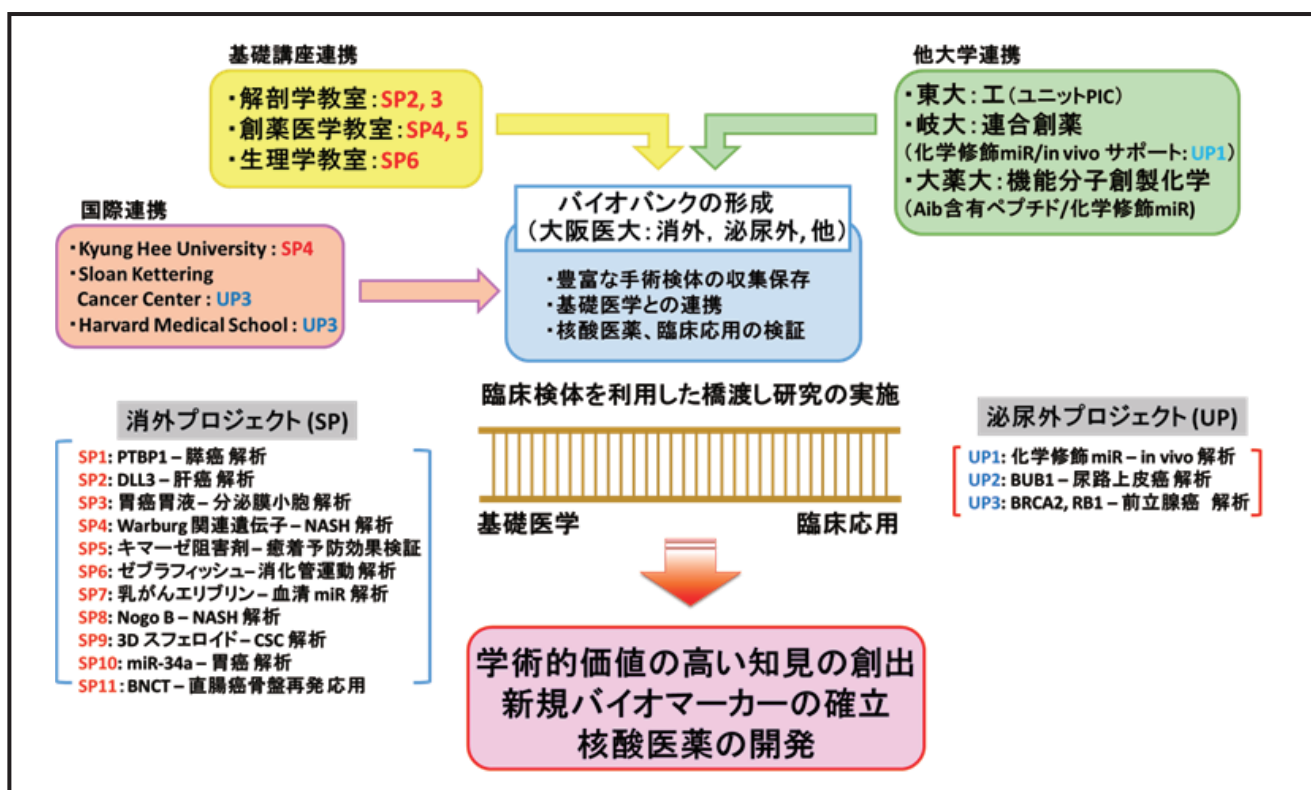 基礎講座連携
・解剖学教室：SP2, 3
・創薬医学教室：SP4, 5
・生理学教室：SP6
他大学連携
・東大：工（ユニットPIC）
・岐大：連合創薬
(化学修飾miR/in vivo サポート: UP1)
・大薬大：機能分子創製化学
(Aib含有ペプチド/化学修飾miR)
国際連携
・Kyung Hee University : SP4
・Sloan Kettering
Cancer Center : UP3
・Harvard Medical School : UP3
バイオバンクの形成
（大阪医大：消外，泌尿外，他）
・豊富な手術検体の収集保存
・基礎医学との連携
・核酸医薬、臨床応用の検証
臨床検体を利用した橋渡し研究の実施
基礎医学
臨床応用
消外プロジェクト (SP)
SP1: PTBP1 – 膵癌 解析
SP2: DLL3 – 肝癌 解析
SP3: 胃癌胃液 – 分泌膜小胞 解析
SP4: Warburg 関連遺伝子 – NASH 解析
SP5: キマーゼ阻害剤 – 癒着予防効果検証
SP6: ゼブラフィッシュ– 消化管運動 解析
SP7: 乳がんエリブリン – 血清 miR 解析
SP8: Nogo B – NASH 解析
SP9: 3D スフェロイド – CSC 解析
SP10: miR-34a – 胃癌 解析
SP11 : BNCT – 直腸癌骨盤再発 応用
泌尿外プロジェクト (UP)
UP1: 化学修飾 miR – in vivo 解析
UP2: BUB1 – 尿路上皮癌 解析
UP3: BRCA2, RB1 – 前立腺癌 解析
学術的価値の高い知見の創出
新規バイオマーカーの確立
核酸医薬の開発